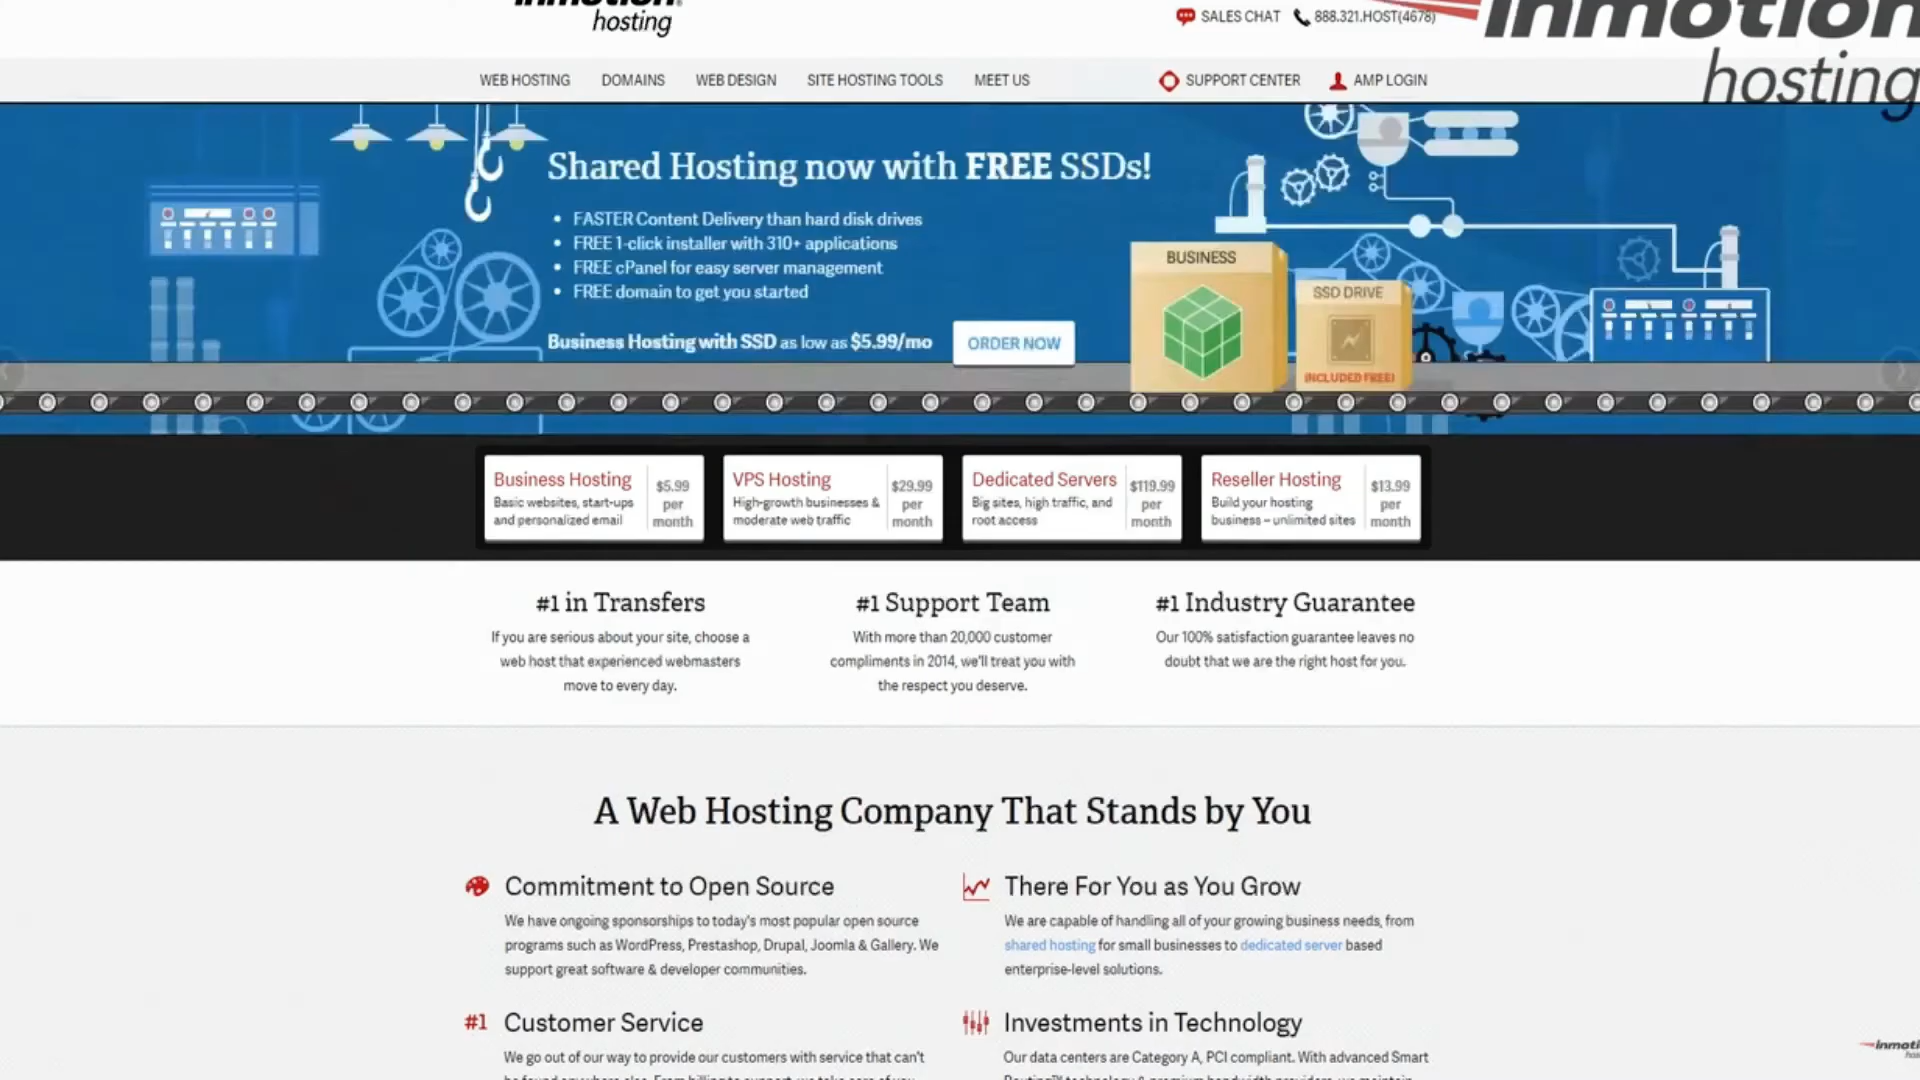 inmotion
hosting
SALES CHAT
888.321.HOST(4678)
inmotion
hosting
WEB HOSTING
DOMAINS
WEB DESIGN
SITE HOSTING TOOLS
MEET US
SUPPORT CENTER
AMP LOGIN
Shared Hosting now with FREE SSDs!
• FASTER Content Delivery than hard disk drives
• FREE 1-click installer with 310+ applications
• FREE cPanel for easy server management
• FREE domain to get you started
Business Hosting with SSD as low as $5.99/mo
ORDER NOW
BUSINESS
SSD DRIVE
INCLUDED FREE!
Business Hosting
Basic websites, start-ups
and personalized email
$5.99
per
month
VPS Hosting
High-growth businesses &
moderate web traffic
$29.99
per
month
Dedicated Servers
Big sites, high traffic, and
root access
$119.99
per
month
Reseller Hosting
Build your hosting
business – unlimited sites
$13.99
per
month
#1 in Transfers
If you are serious about your site, choose a
web host that experienced webmasters
move to every day.
#1 Support Team
With more than 20,000 customer
compliments in 2014, we'll treat you with
the respect you deserve.
#1 Industry Guarantee
Our 100% satisfaction guarantee leaves no
doubt that we are the right host for you.
A Web Hosting Company That Stands by You
Commitment to Open Source
We have ongoing sponsorships to today's most popular open source
programs such as WordPress, Prestashop, Drupal, Joomla & Gallery. We
support great software & developer communities.
There For You as You Grow
We are capable of handling all of your growing business needs, from
shared hosting for small businesses to dedicated server based
enterprise-level solutions.
#1 Customer Service
We go out of our way to provide our customers with service that can't
Investments in Technology
Our data centers are Category A, PCI compliant. With advanced Smart